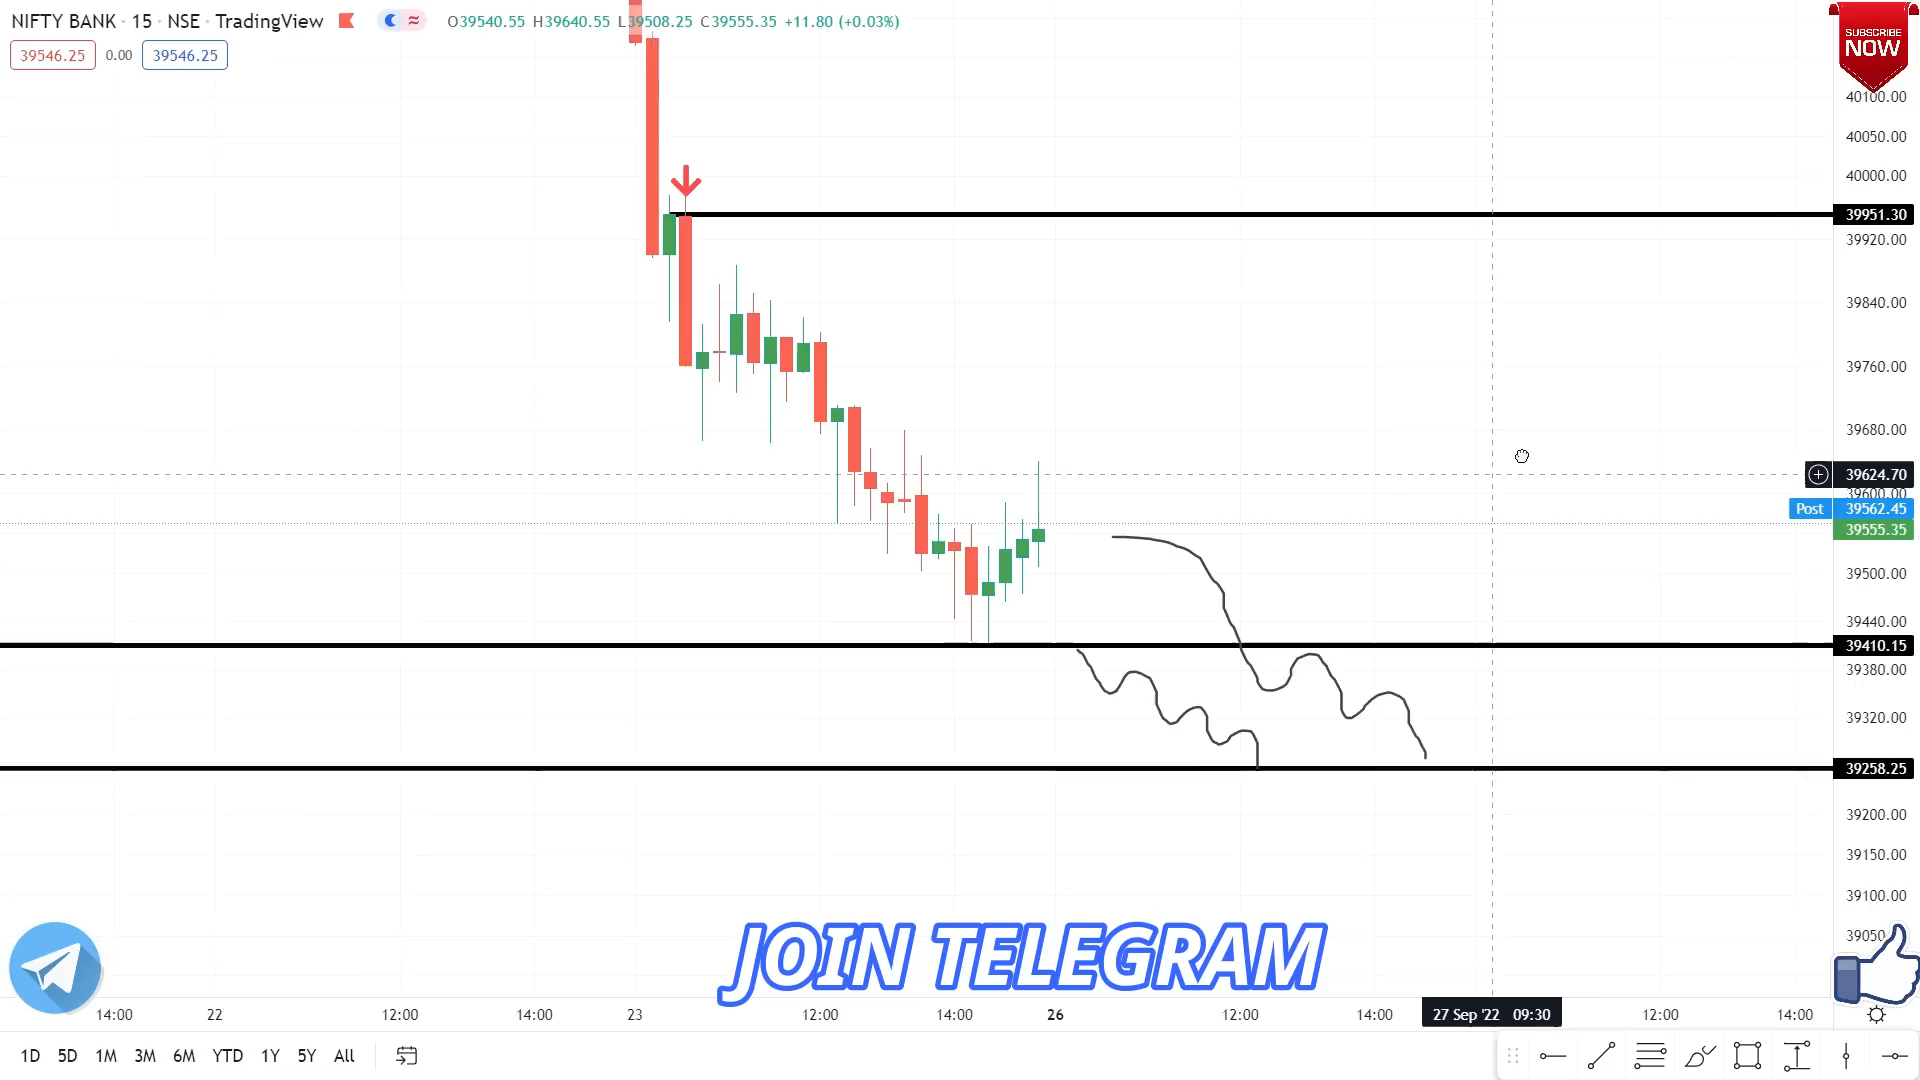 NIFTY BANK · 15 · NSE · TradingView
O39540.55 H39640.55 L39508.25 C39555.35 +11.80 (+0.03%)
SUBSCRIBE
NOW
39546.25 0.00 39546.25
40100.00
40050.00
40000.00
39951.30
39920.00
39840.00
39760.00
39680.00
39624.70
39600.00
Post 39562.45
39555.35
39500.00
39440.00
39410.15
39380.00
39320.00
39258.25
39200.00
39150.00
39100.00
39050
JOIN TELEGRAM
14:00 22 12:00 14:00 23 12:00 14:00 26 12:00 14:00 27 Sep '22 09:30 12:00 14:00
1D 5D 1M 3M 6M YTD 1Y 5Y All